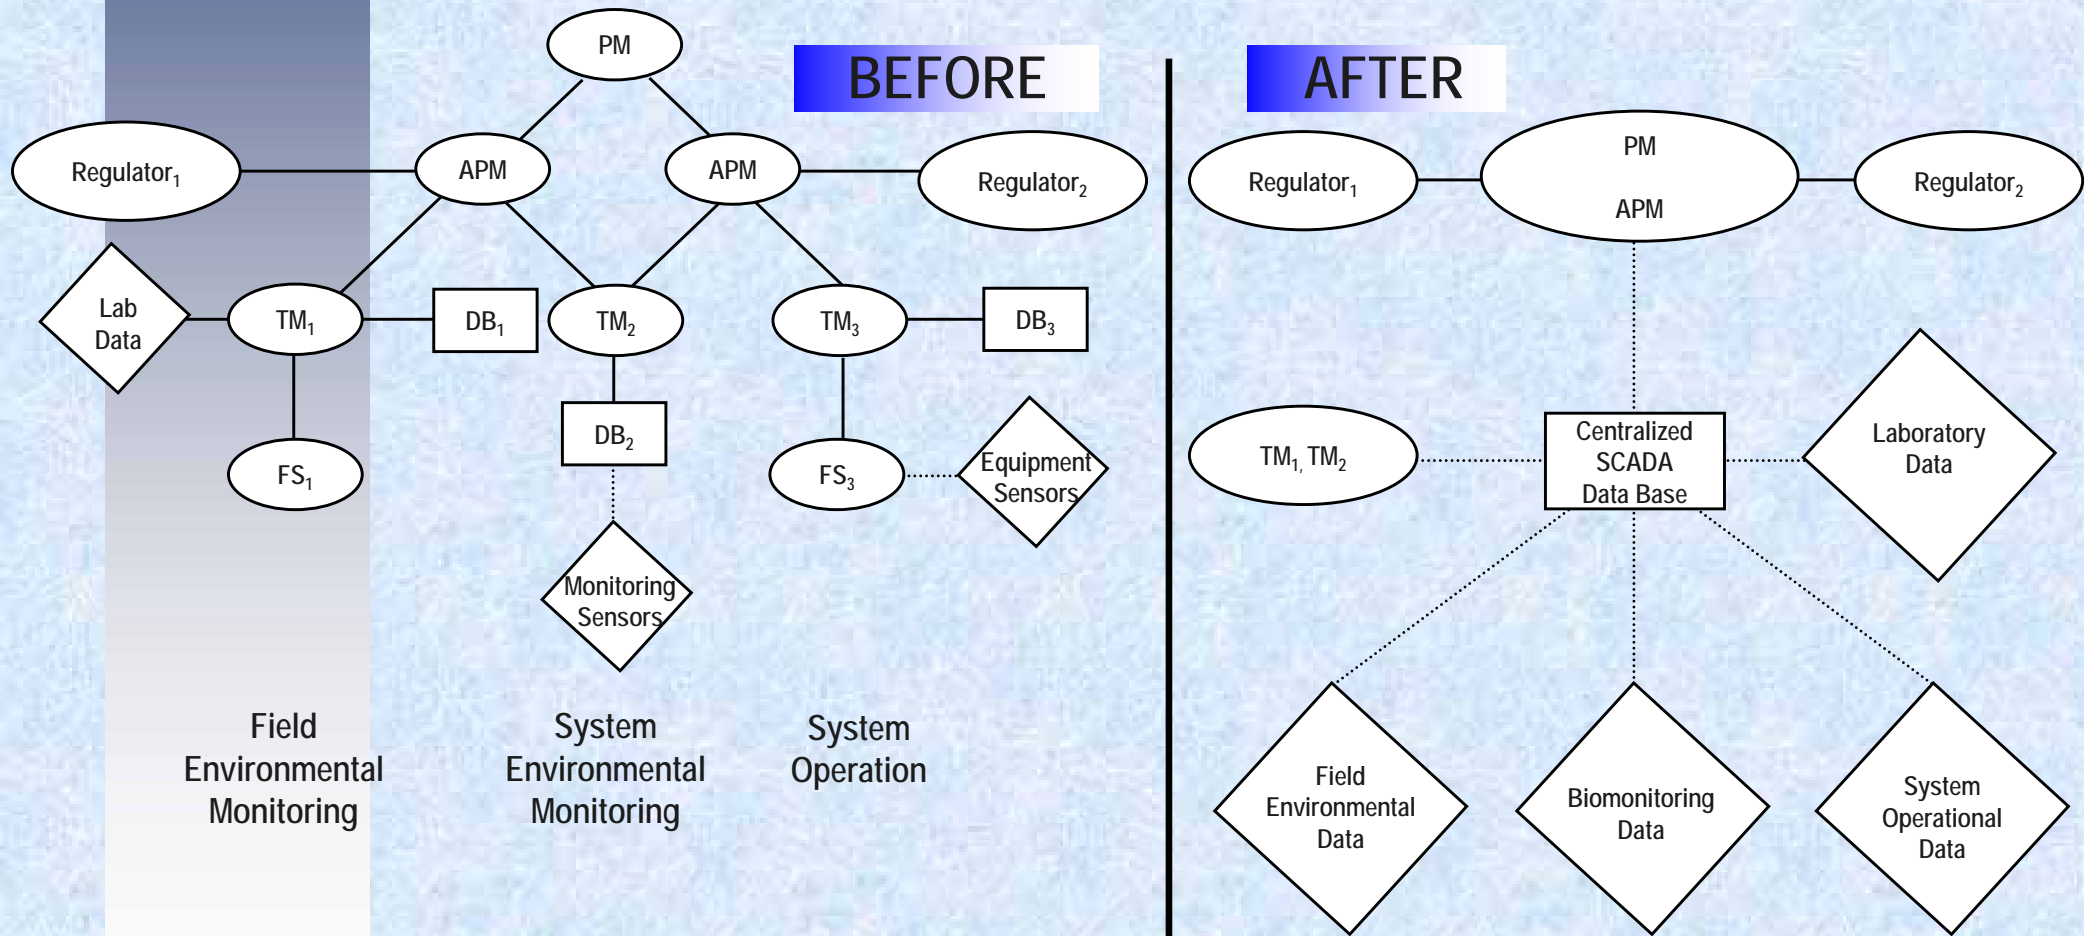 PM
BEFORE
Regulator₁
APM
APM
Regulator₂
Lab
Data
TM₁
DB₁
TM₂
TM₃
DB₃
DB₂
FS₁
FS₃
Equipment
Sensors
Monitoring
Sensors
Field
Environmental
Monitoring
System
Environmental
Monitoring
System
Operation
AFTER
Regulator₁
PM
APM
Regulator₂
TM₁, TM₂
Centralized
SCADA
Data Base
Laboratory
Data
Field
Environmental
Data
Biomonitoring
Data
System
Operational
Data